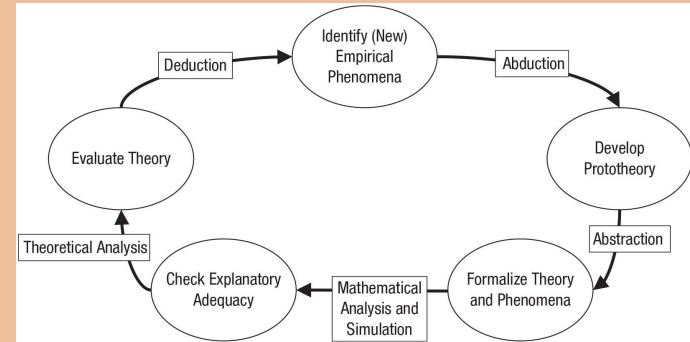 Identify (New)
Empirical
Phenomena
Abduction
Develop
Prototheory
Abstraction
Formalize Theory
and Phenomena
Mathematical
Analysis and
Simulation
Check Explanatory
Adequacy
Theoretical Analysis
Evaluate Theory
Deduction